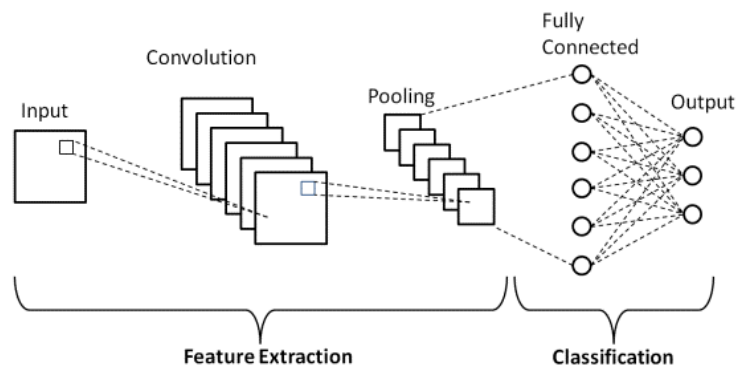 Input
Convolution
Pooling
Fully
Connected
Output
Feature Extraction
Classification